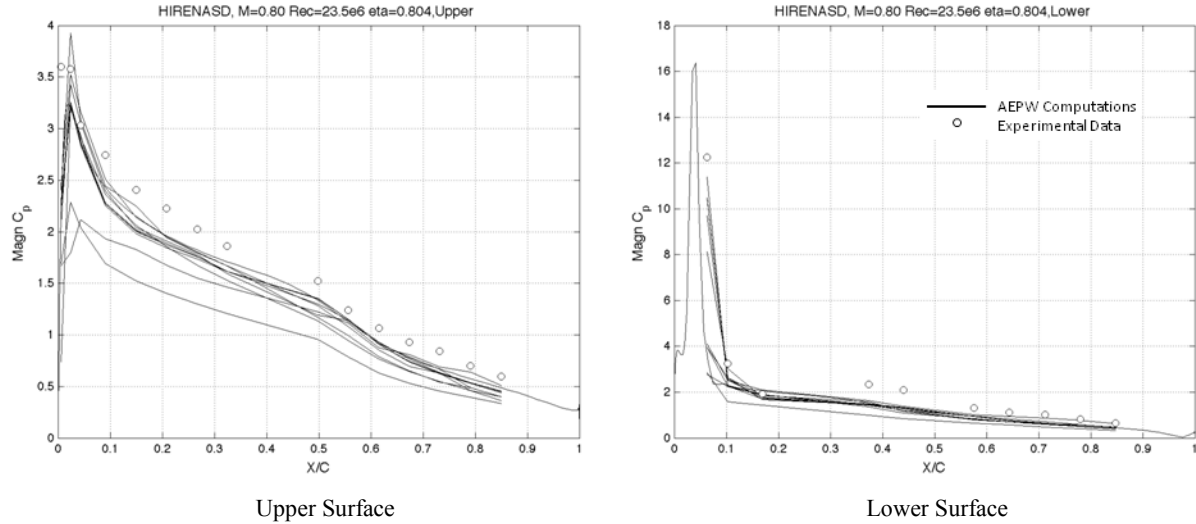 HIRENASD, M=0.80 Rec=23.5e6 eta=0.804,Upper
4
3.5
3
2.5
2
1.5
1
0.5
0
Magn C_p
0 0.1 0.2 0.3 0.4 0.5 0.6 0.7 0.8 0.9 1
X/C
Upper Surface
HIRENASD, M=0.80 Rec=23.5e6 eta=0.804,Lower
18
16
14
12
10
8
6
4
2
0
Magn C_p
AEPW Computations
Experimental Data
0 0.1 0.2 0.3 0.4 0.5 0.6 0.7 0.8 0.9 1
X/C
Lower Surface